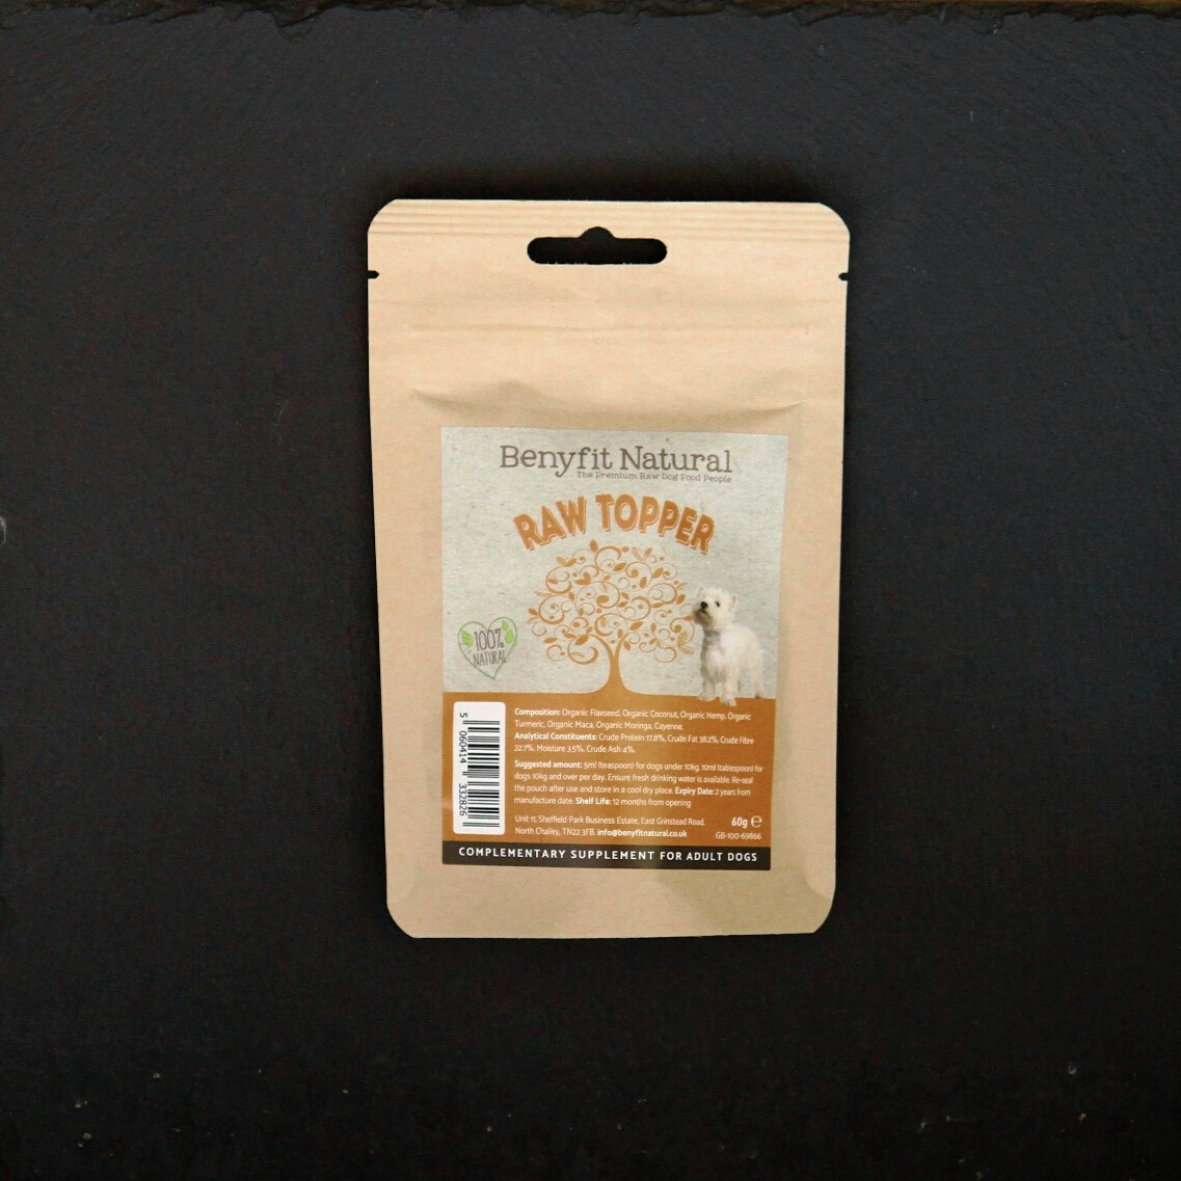 Benyfit Natural
The Premium Raw Dog Food People
RAW TOPPER
100%
NATURAL
Composition: Organic Flaxseed, Organic Coconut, Organic Hemp, Organic
Turmeric, Organic Maca, Organic Moringa, Cayenne.
Analytical Constituents: Crude Protein 17.8%, Crude Fat 38.2%, Crude Fibre
22.7%, Moisture 3.5%, Crude Ash 4%.
Suggested amount: 5ml (teaspoon) for dogs under 10kg, 10ml (tablespoon) for
dogs 10kg and over per day. Ensure fresh drinking water is available. Re-seal
the pouch after use and store in a cool dry place. Expiry Date: 2 years from
manufacture date. Shelf Life: 12 months from opening
Unit 11, Sheffield Park Business Estate, East Grinstead Road,
North Chailey, TN22 3FB. info@benyfitnatural.co.uk
60g ℮
GB-100-69866
5 060414 332826
COMPLEMENTARY SUPPLEMENT FOR ADULT DOGS